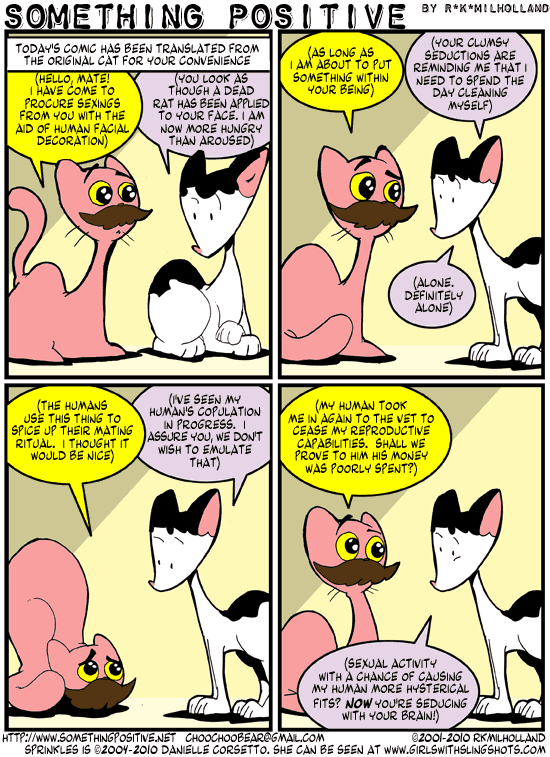 SOMETHING POSITIVE BY R*K*MILHOLLAND
TODAY'S COMIC HAS BEEN TRANSLATED FROM
THE ORIGINAL CAT FOR YOUR CONVENIENCE
(HELLO, MATE!
I HAVE COME TO
PROCURE SEXINGS
FROM YOU WITH THE
AID OF HUMAN FACIAL
DECORATION)
(YOU LOOK AS
THOUGH A DEAD
RAT HAS BEEN APPLIED
TO YOUR FACE. I AM
NOW MORE HUNGRY
THAN AROUSED)
(AS LONG AS
I AM ABOUT TO PUT
SOMETHING WITHIN
YOUR BEING)
(YOUR CLUMSY
SEDUCTIONS ARE
REMINDING ME THAT I
NEED TO SPEND THE
DAY CLEANING
MYSELF)
(ALONE.
DEFINITELY
ALONE)
(THE HUMANS
USE THIS THING TO
SPICE UP THEIR MATING
RITUAL. I THOUGHT IT
WOULD BE NICE)
(I'VE SEEN MY
HUMAN'S COPULATION
IN PROGRESS. I
ASSURE YOU, WE DON'T
WISH TO EMULATE
THAT)
(MY HUMAN TOOK
ME IN AGAIN TO THE VET TO
CEASE MY REPRODUCTIVE
CAPABILITIES. SHALL WE
PROVE TO HIM HIS MONEY
WAS POORLY SPENT?)
(SEXUAL ACTIVITY
WITH A CHANCE OF CAUSING
MY HUMAN MORE HYSTERICAL
FITS? NOW YOU'RE SEDUCING
WITH YOUR BRAIN!)
HTTP://WWW.SOMETHINGPOSITIVE.NET CHOOCHOOBEAR@GMAIL.COM ©2001-2010 RKMILHOLLAND
SPRINKLES IS ©2004-2010 DANIELLE CORSETTO. SHE CAN BE SEEN AT WWW.GIRLSWITHSLINGSHOTS.COM